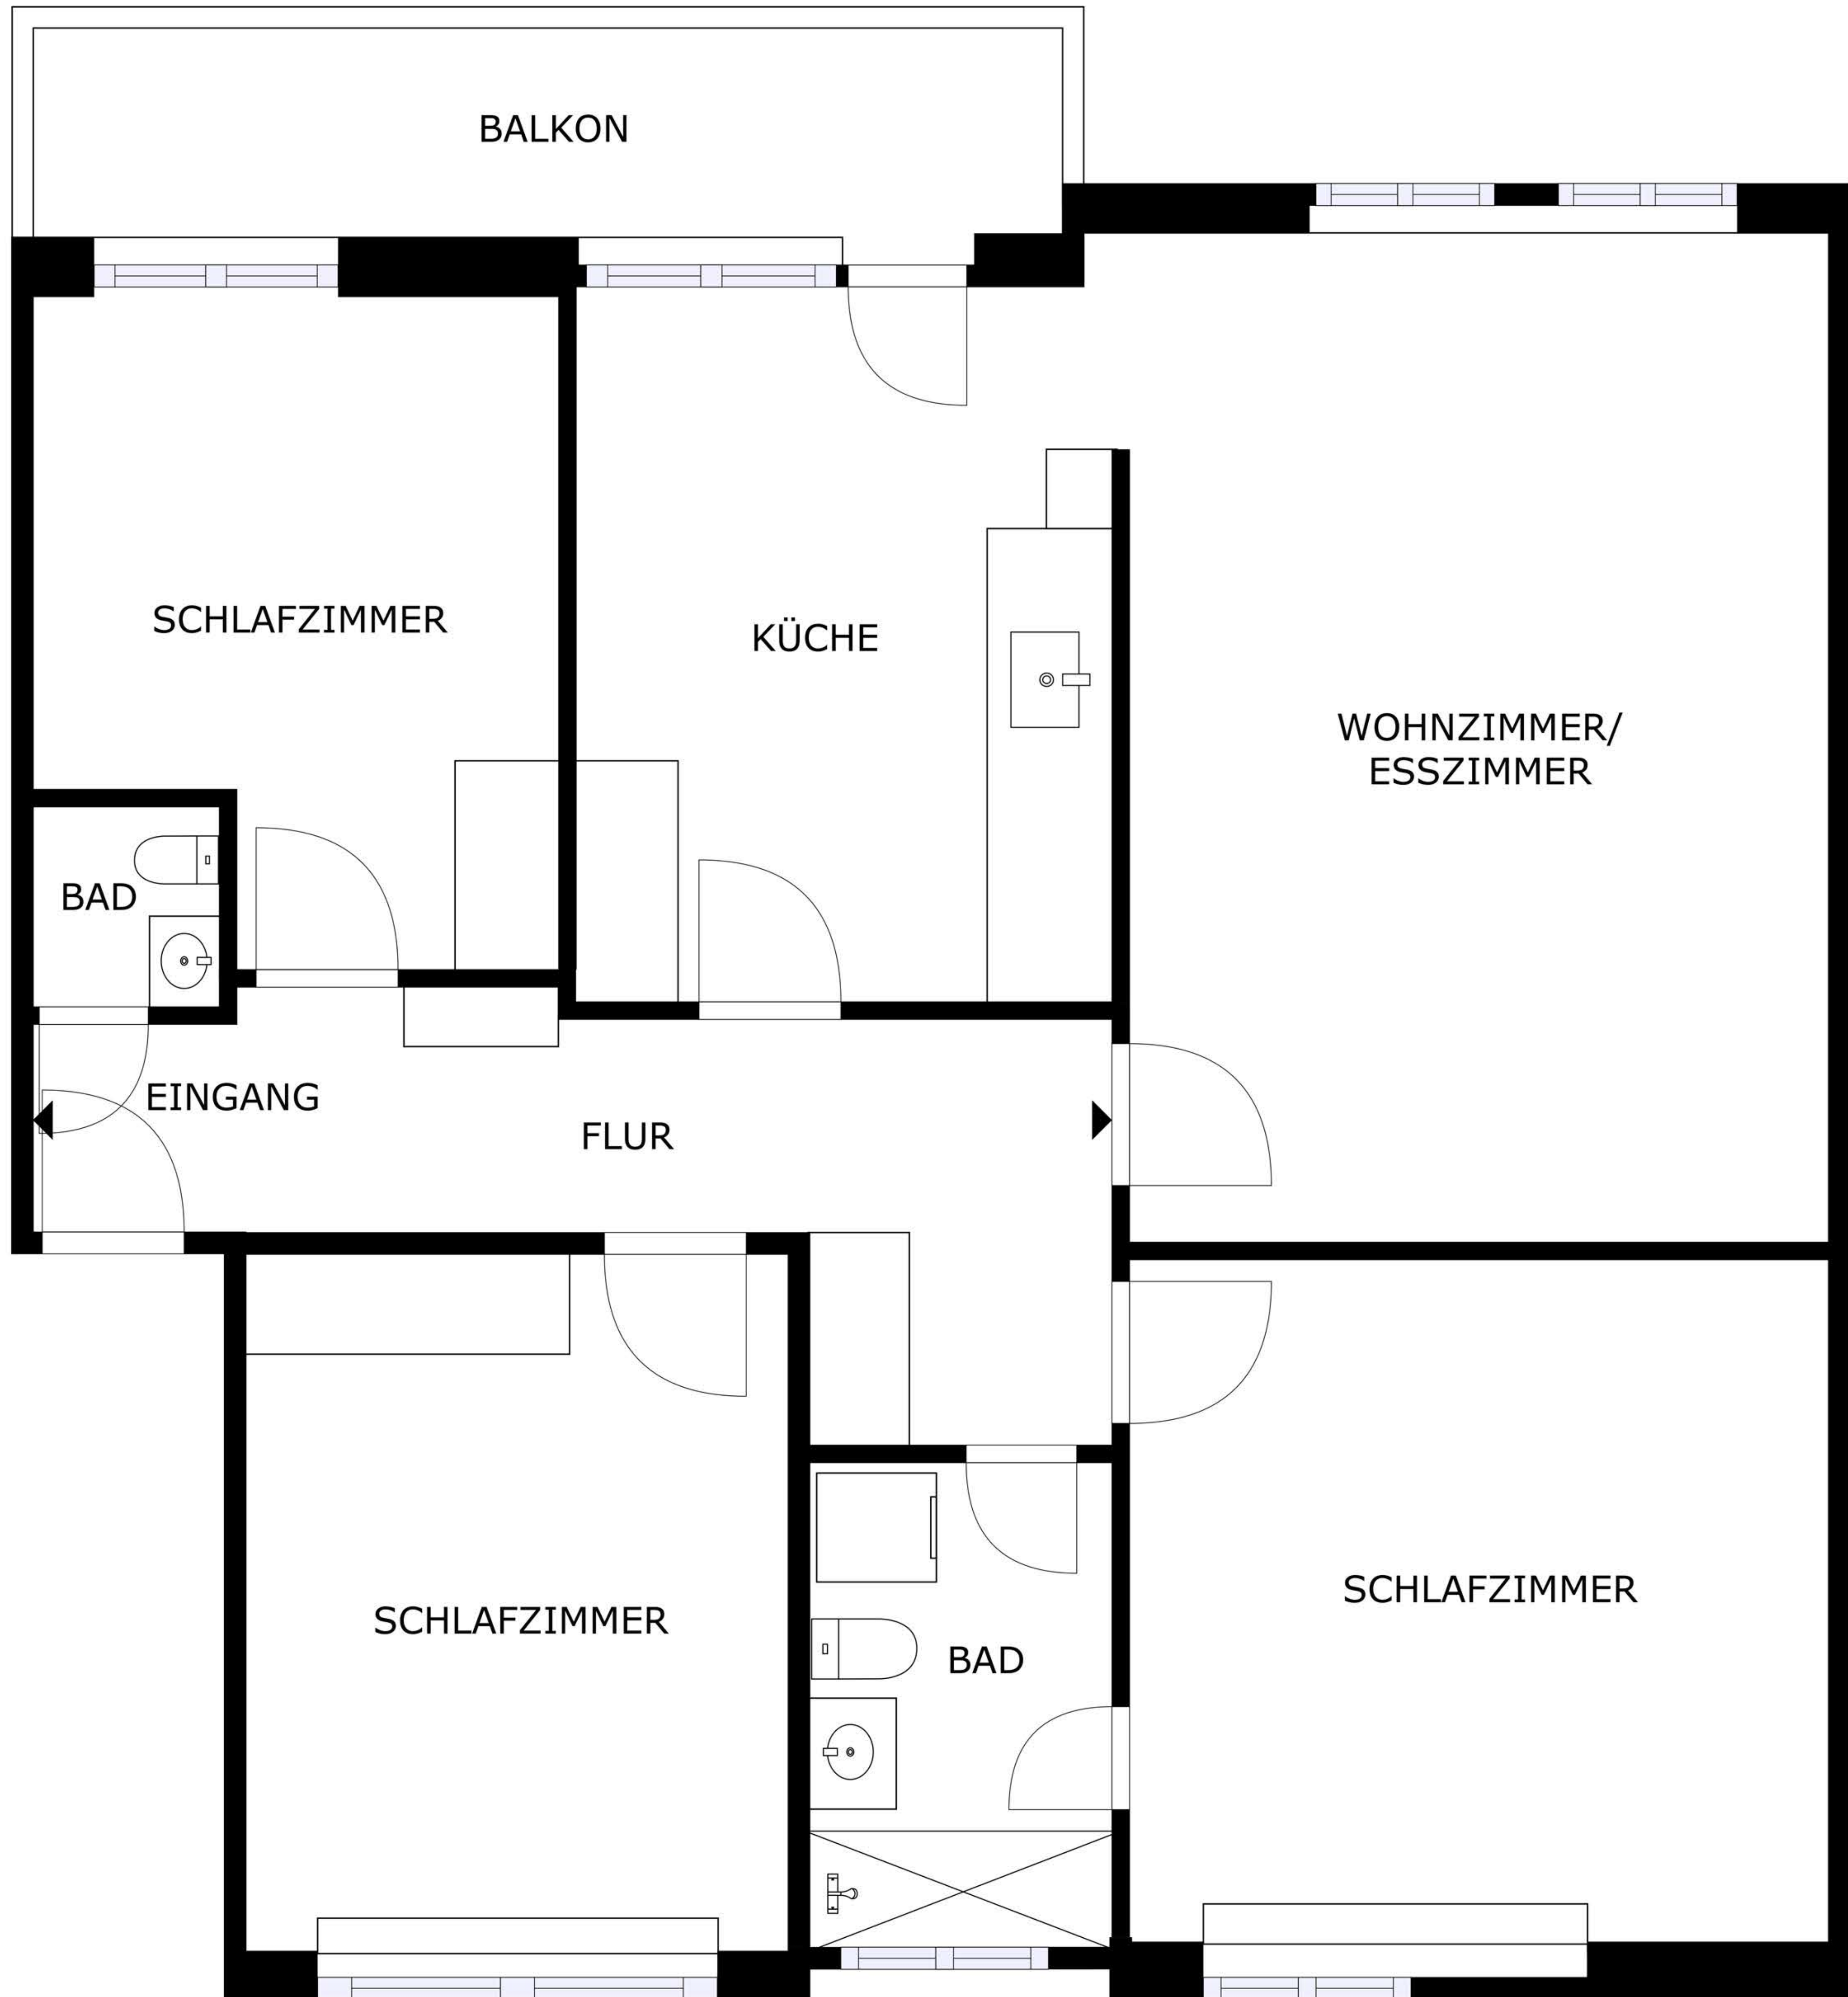 BALKON
SCHLAFZIMMER
KÜCHE
WOHNZIMMER/
ESSZIMMER
BAD
EINGANG
FLUR
SCHLAFZIMMER
SCHLAFZIMMER
BAD